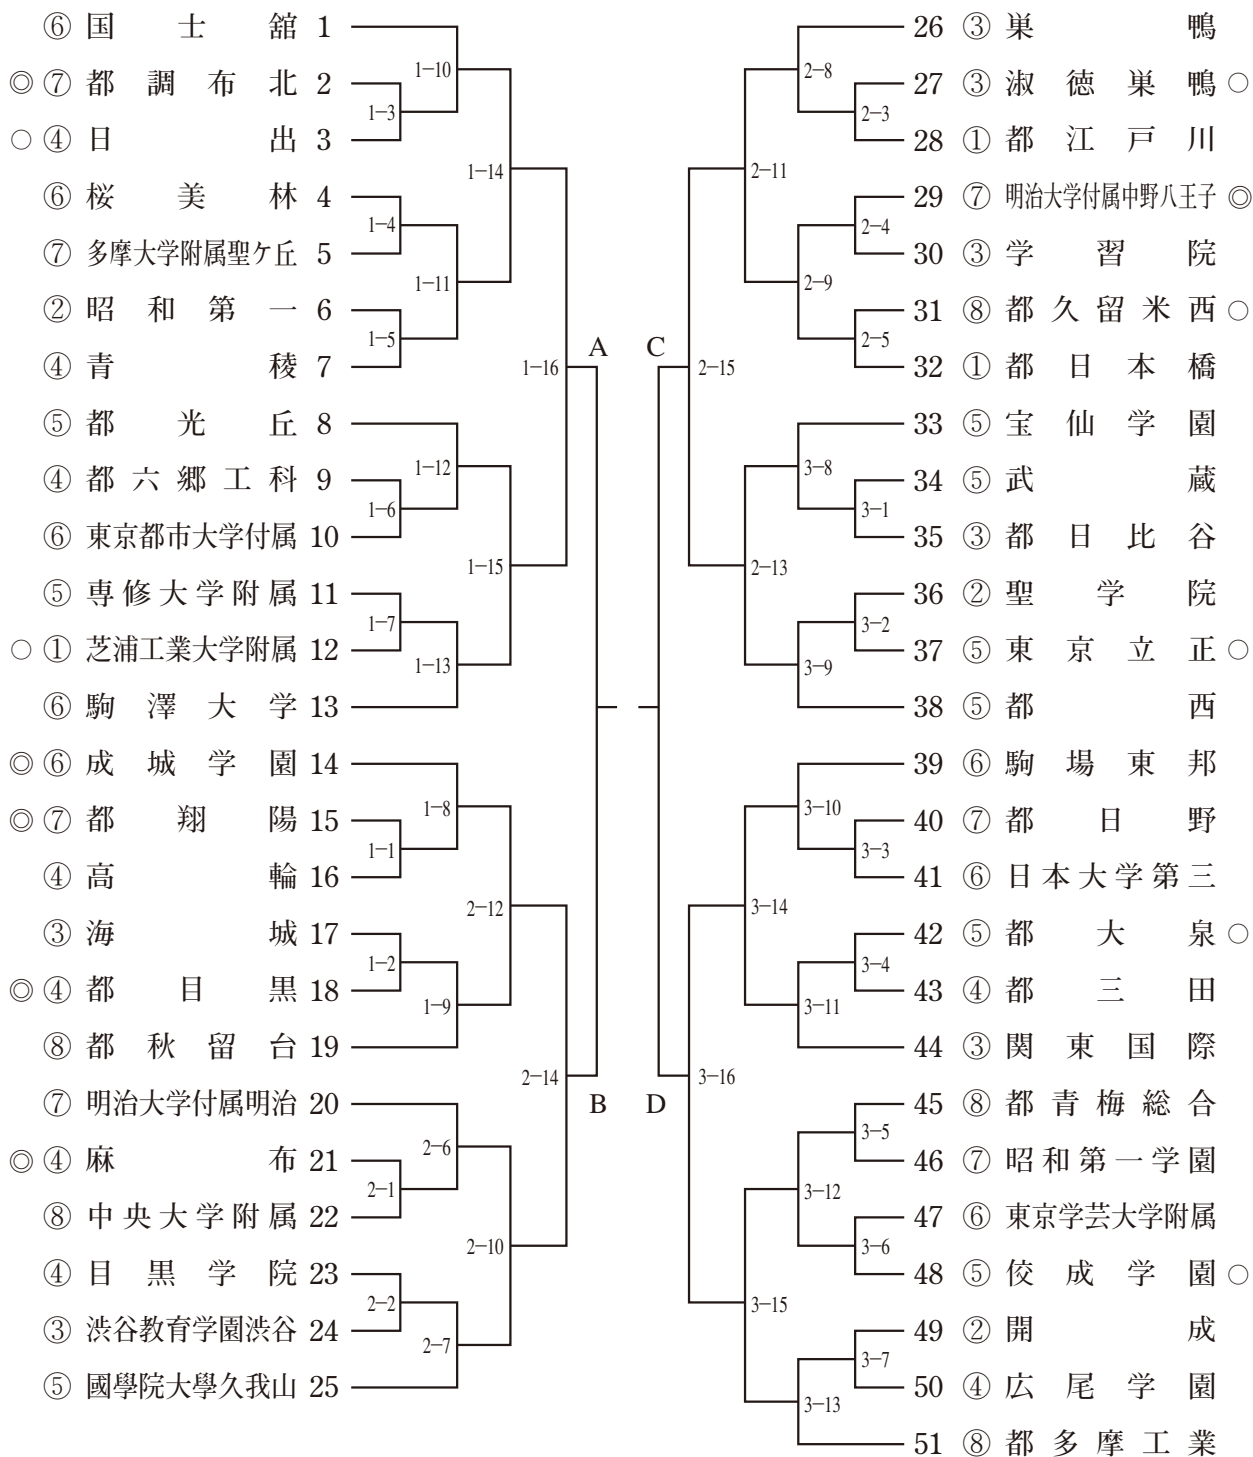 ⑥ 国士舘 1
◎ ⑦ 都調布北 2
○ ④ 日出 3
⑥ 桜美林 4
⑦ 多摩大学附属聖ケ丘 5
② 昭和第一 6
④ 青稜 7
⑤ 都光丘 8
④ 都六郷工科 9
⑥ 東京都市大学付属 10
⑤ 専修大学附属 11
○ ① 芝浦工業大学附属 12
⑥ 駒澤大学 13
◎ ⑥ 成城学園 14
◎ ⑦ 都翔陽 15
④ 高輪 16
③ 海城 17
◎ ④ 都目黒 18
⑧ 都秋留台 19
⑦ 明治大学付属明治 20
◎ ④ 麻布 21
⑧ 中央大学附属 22
④ 目黒学院 23
③ 渋谷教育学園渋谷 24
⑤ 國學院大學久我山 25
1-10
1-3
1-14
1-4
1-11
1-5
1-16
1-12
1-6
1-15
1-7
1-13
1-8
1-1
2-12
1-2
1-9
2-14
2-6
2-1
2-10
2-2
2-7
A
B
C
D
2-8
2-3
2-11
2-4
2-9
2-5
2-15
3-8
3-1
2-13
3-2
3-9
3-10
3-3
3-14
3-4
3-11
3-16
3-5
3-12
3-6
3-15
3-7
3-13
26 ③ 巣鴨
27 ③ 淑徳巣鴨 ○
28 ① 都江戸川
29 ⑦ 明治大学付属中野八王子 ◎
30 ③ 学習院
31 ⑧ 都久留米西 ○
32 ① 都日本橋
33 ⑤ 宝仙学園
34 ⑤ 武蔵
35 ③ 都日比谷
36 ② 聖学院
37 ⑤ 東京立正 ○
38 ⑤ 都西
39 ⑥ 駒場東邦
40 ⑦ 都日野
41 ⑥ 日本大学第三
42 ⑤ 都大泉 ○
43 ④ 都三田
44 ③ 関東国際
45 ⑧ 都青梅総合
46 ⑦ 昭和第一学園
47 ⑥ 東京学芸大学附属
48 ⑤ 佼成学園 ○
49 ② 開成
50 ④ 広尾学園
51 ⑧ 都多摩工業